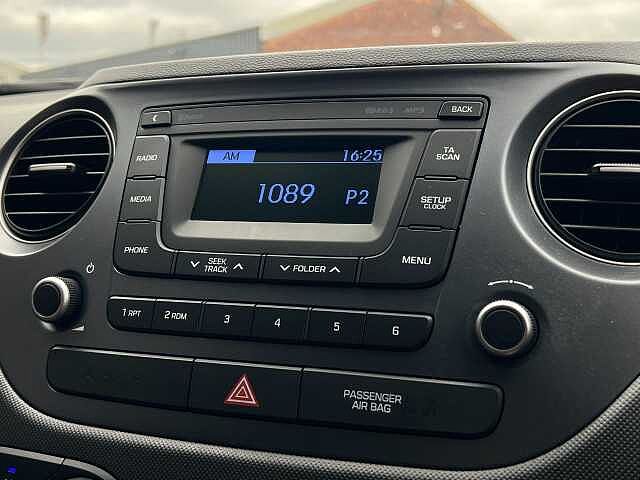 BACK
RADIO
AM 16:25
TA
SCAN
MEDIA
1089 P2
SETUP
CLOCK
PHONE
SEEK
TRACK
FOLDER
MENU
1 RPT 2 RDM 3 4 5 6
PASSENGER
AIR BAG